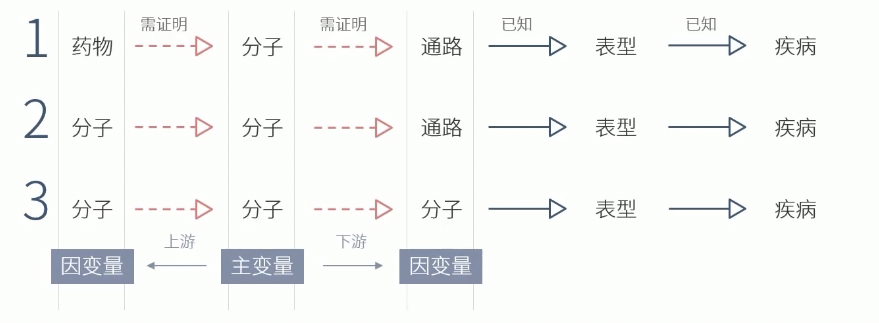 需证明 需证明 已知 已知
1 药物 分子 通路 表型 疾病
2 分子 分子 通路 表型 疾病
3 分子 分子 分子 表型 疾病
上游 下游
因变量 主变量 因变量